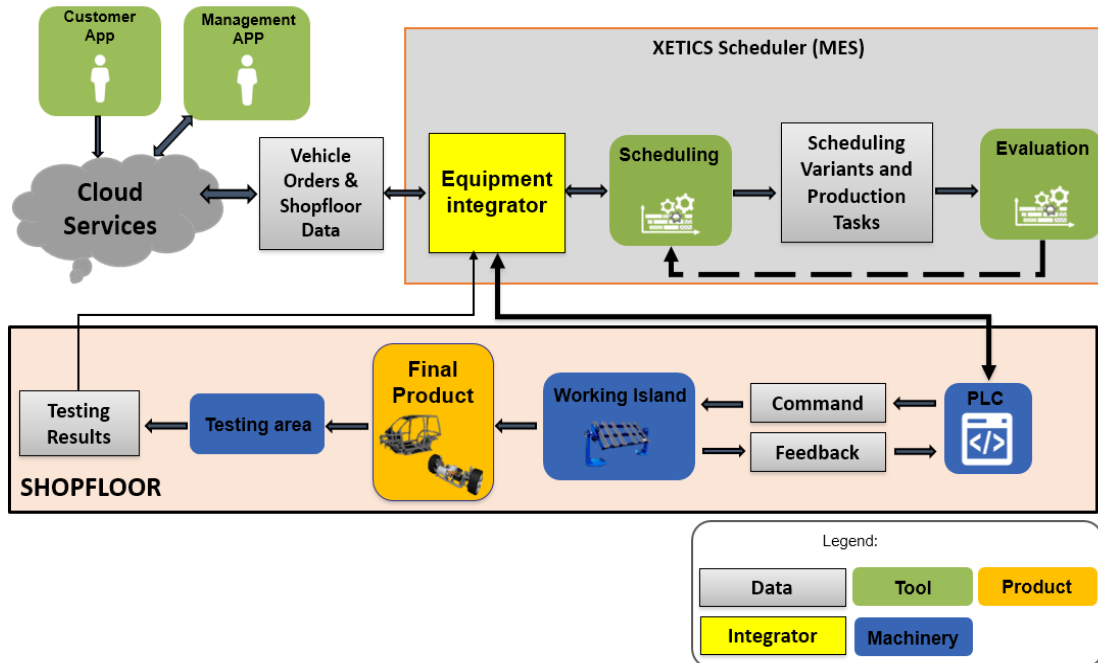 Customer
App
Management
APP
XETICS Scheduler (MES)
Cloud
Services
Vehicle
Orders &
Shopfloor
Data
Equipment
integrator
Scheduling
Scheduling
Variants and
Production
Tasks
Evaluation
Testing
Results
Testing area
Final
Product
Working Island
Command
Feedback
PLC
</>
SHOPFLOOR
Legend:
Data
Tool
Product
Integrator
Machinery